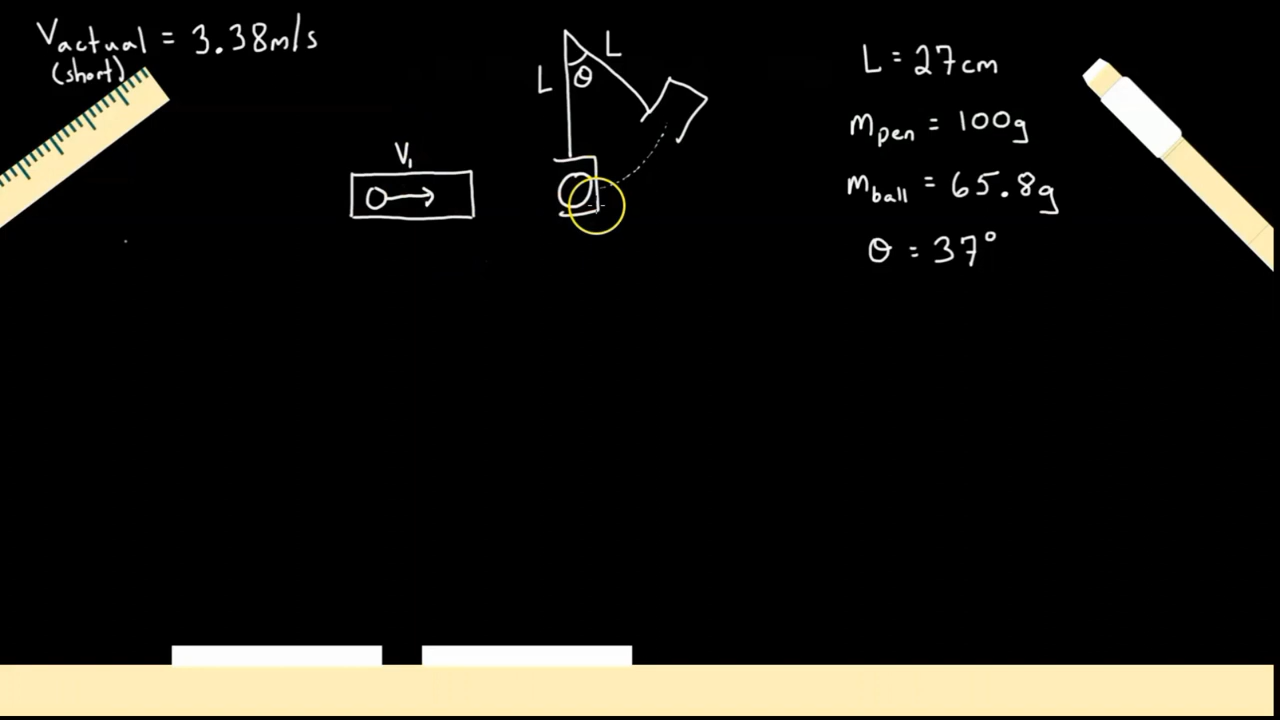 Vactual = 3.38m/s
(short)
L
L
θ
V₁
L = 27cm
mpen = 100g
mball = 65.8g
θ = 37°